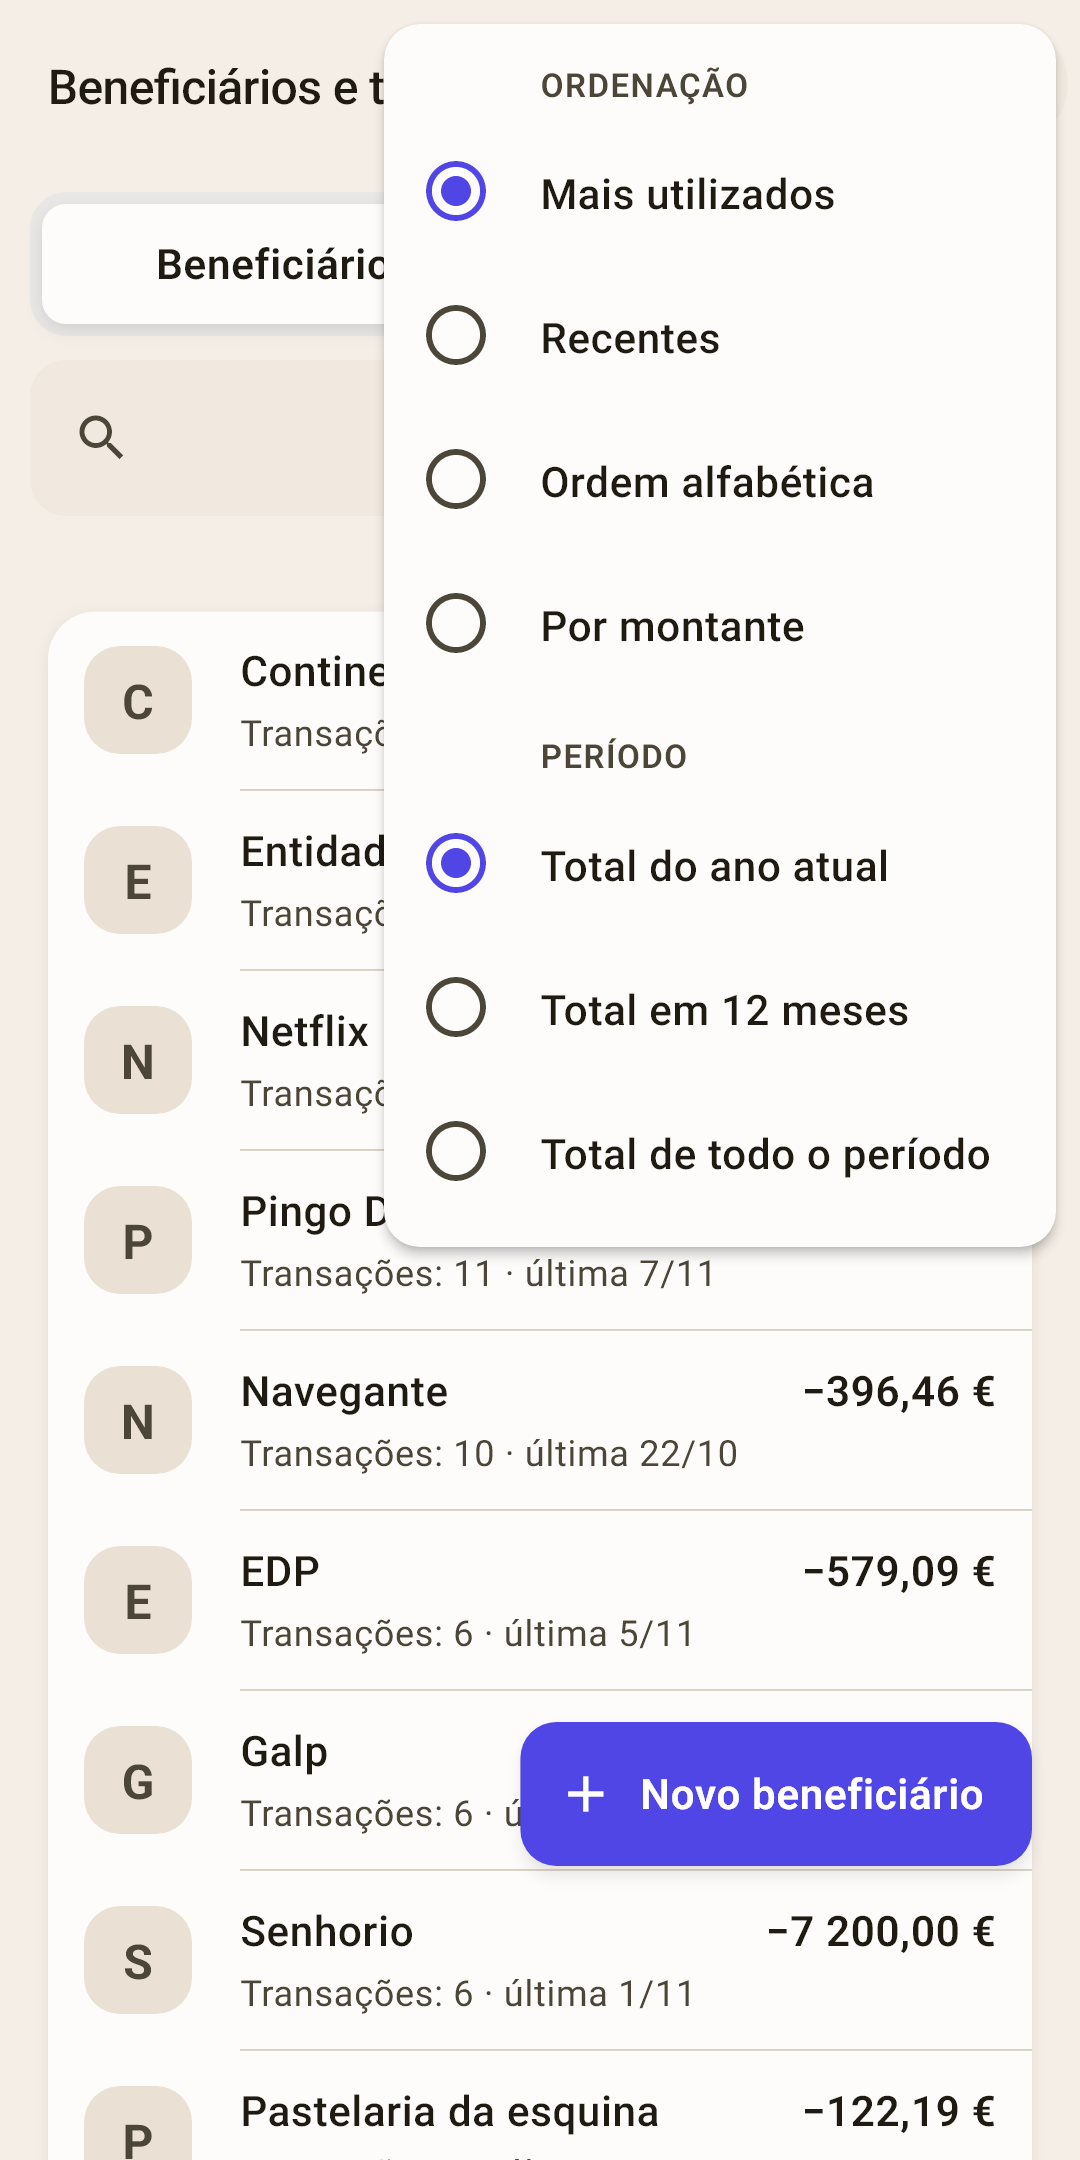 Beneficiários e t
ORDENAÇÃO
Mais utilizados
Beneficiário
Recentes
Ordem alfabética
Por montante
C
Contine
Transaçõ
PERÍODO
E
Entidad
Transaçõ
Total do ano atual
N
Netflix
Transaçõ
Total em 12 meses
Total de todo o período
P
Pingo D
Transações: 11 · última 7/11
N
Navegante
−396,46 €
Transações: 10 · última 22/10
E
EDP
−579,09 €
Transações: 6 · última 5/11
G
Galp
Transações: 6 · ú
+ Novo beneficiário
S
Senhorio
−7 200,00 €
Transações: 6 · última 1/11
P
Pastelaria da esquina
−122,19 €